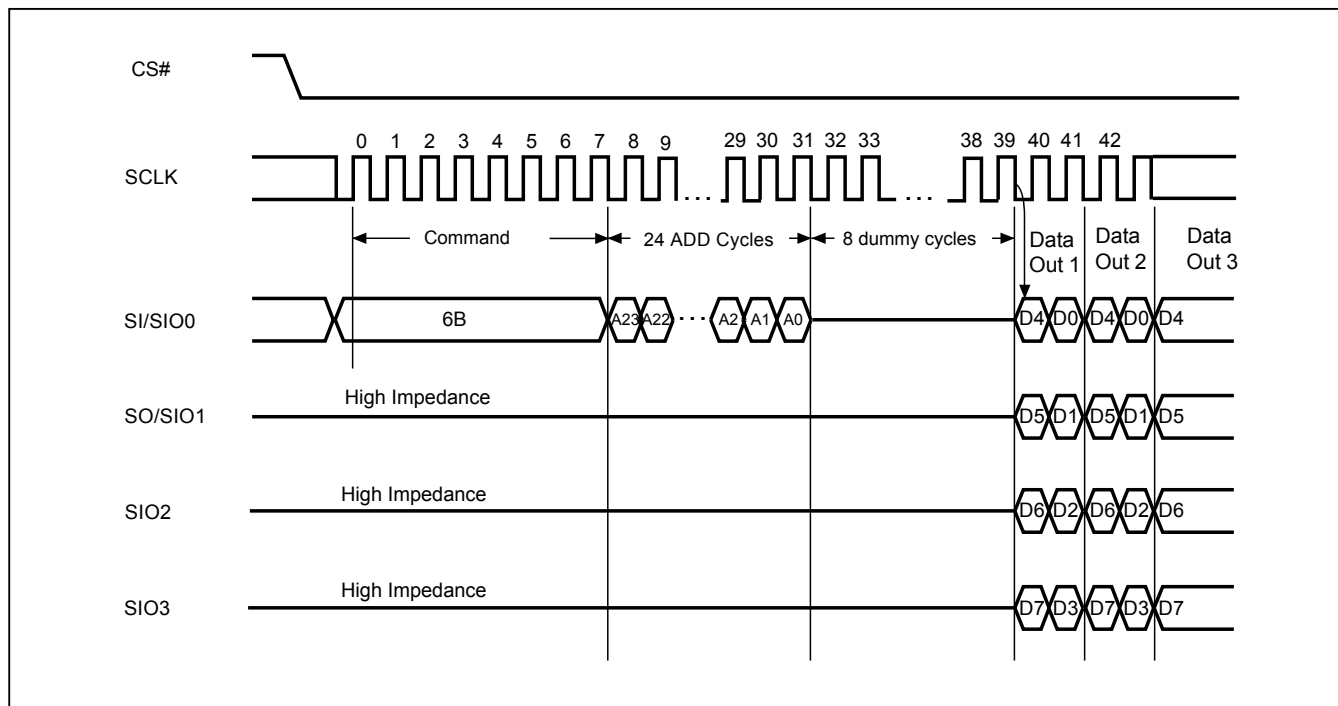 CS#
0 1 2 3 4 5 6 7 8 9 29 30 31 32 33 38 39 40 41 42
SCLK
Command 24 ADD Cycles 8 dummy cycles Data Out 1 Data Out 2 Data Out 3
SI/SIO0 6B A23 A22 A2 A1 A0 D4 D0 D4 D0 D4
High Impedance
SO/SIO1 D5 D1 D5 D1 D5
High Impedance
SIO2 D6 D2 D6 D2 D6
High Impedance
SIO3 D7 D3 D7 D3 D7